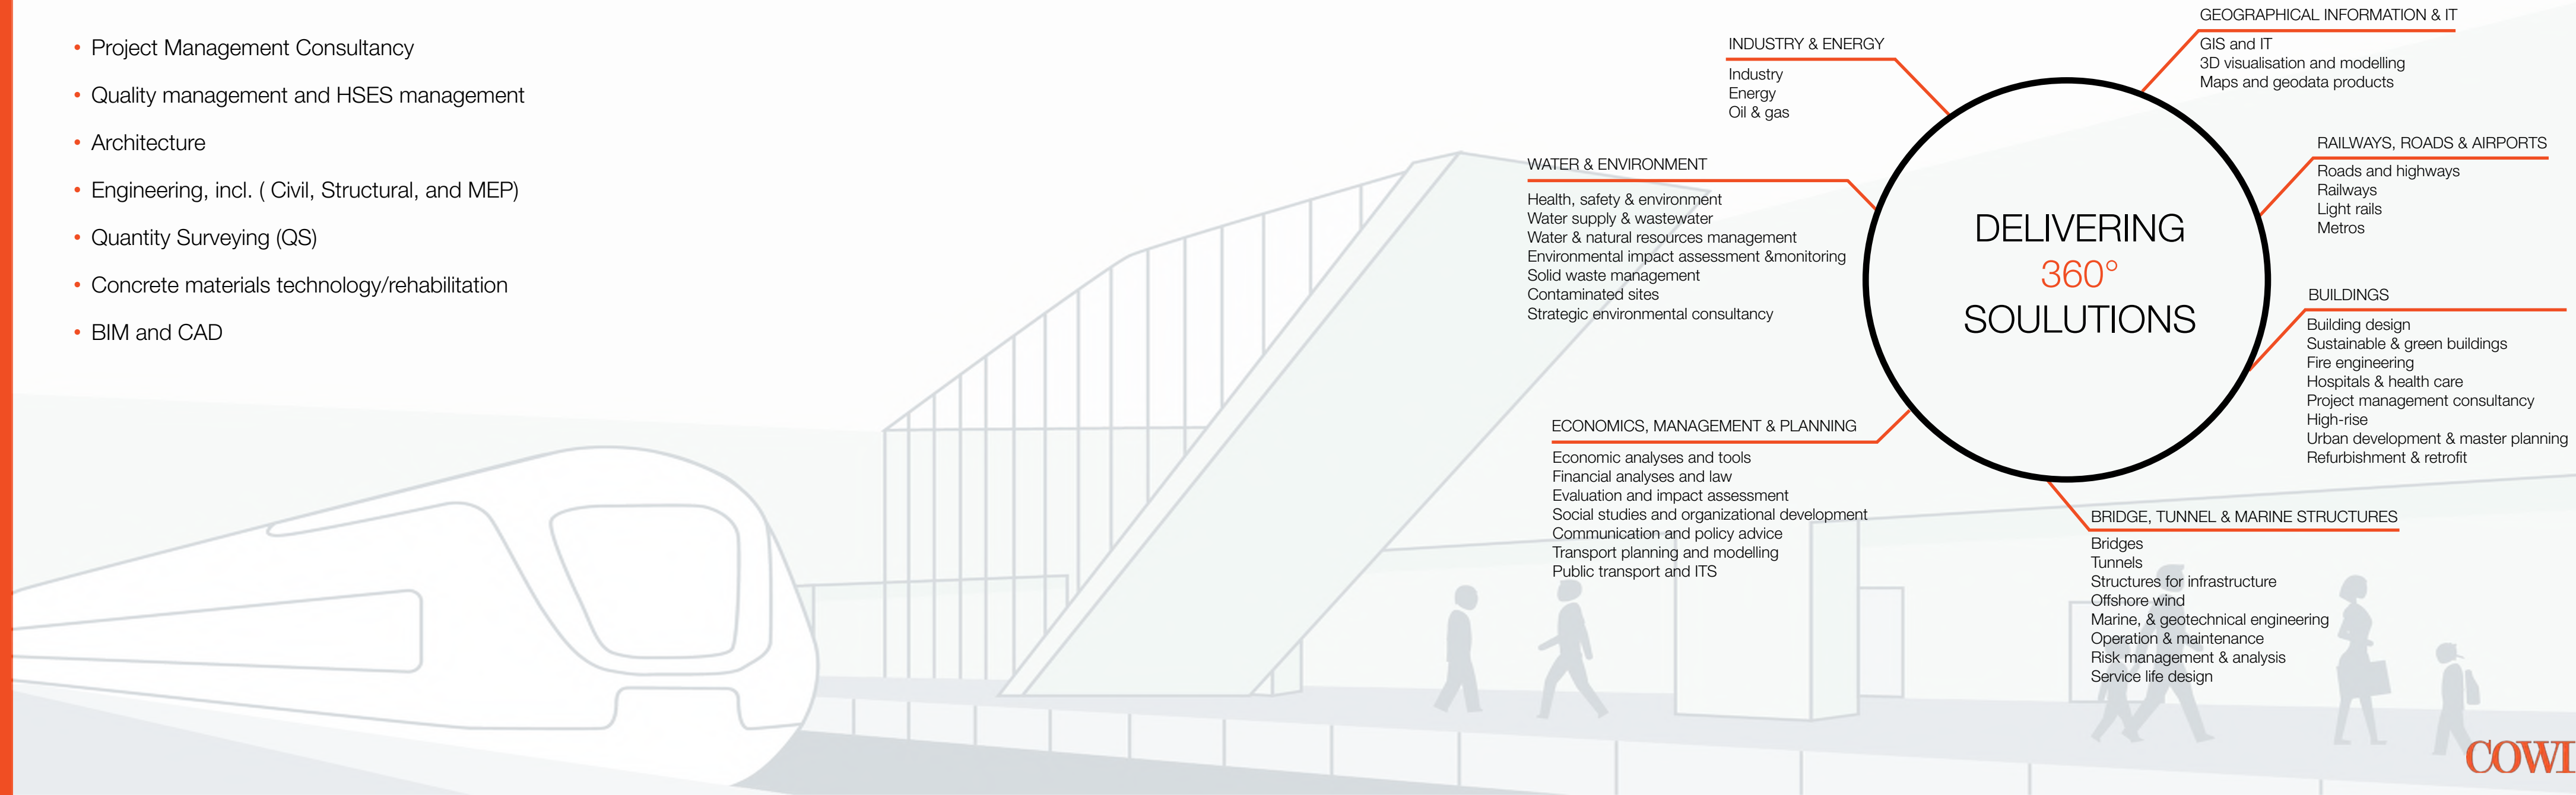 • Project Management Consultancy
• Quality management and HSES management
• Architecture
• Engineering, incl. ( Civil, Structural, and MEP)
• Quantity Surveying (QS)
• Concrete materials technology/rehabilitation
• BIM and CAD
INDUSTRY & ENERGY
Industry
Energy
Oil & gas
WATER & ENVIRONMENT
Health, safety & environment
Water supply & wastewater
Water & natural resources management
Environmental impact assessment &monitoring
Solid waste management
Contaminated sites
Strategic environmental consultancy
ECONOMICS, MANAGEMENT & PLANNING
Economic analyses and tools
Financial analyses and law
Evaluation and impact assessment
Social studies and organizational development
Communication and policy advice
Transport planning and modelling
Public transport and ITS
DELIVERING
360°
SOULUTIONS
GEOGRAPHICAL INFORMATION & IT
GIS and IT
3D visualisation and modelling
Maps and geodata products
RAILWAYS, ROADS & AIRPORTS
Roads and highways
Railways
Light rails
Metros
BUILDINGS
Building design
Sustainable & green buildings
Fire engineering
Hospitals & health care
Project management consultancy
High-rise
Urban development & master planning
Refurbishment & retrofit
BRIDGE, TUNNEL & MARINE STRUCTURES
Bridges
Tunnels
Structures for infrastructure
Offshore wind
Marine, & geotechnical engineering
Operation & maintenance
Risk management & analysis
Service life design
COWI